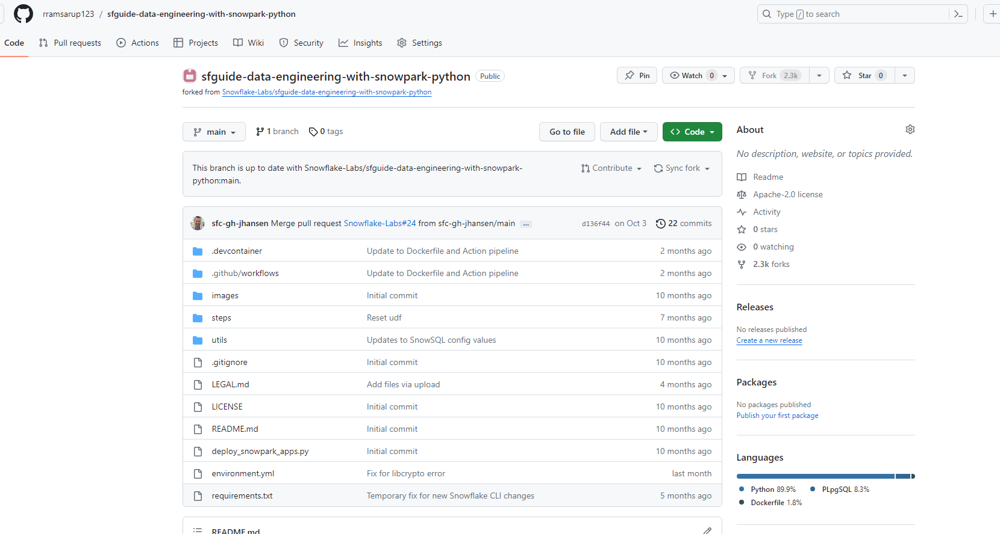 rramsarup123 / sfguide-data-engineering-with-snowpark-python
Type / to search
Code Pull requests Actions Projects Wiki Security Insights Settings
sfguide-data-engineering-with-snowpark-python Public
Pin Watch 0 Fork 2.3k Star 0
forked from Snowflake-Labs/sfguide-data-engineering-with-snowpark-python
main 1 branch 0 tags Go to file Add file Code
This branch is up to date with Snowflake-Labs/sfguide-data-engineering-with-snowpark-
python:main.
Contribute Sync fork
sfc-gh-jhansen Merge pull request Snowflake-Labs#24 from sfc-gh-jhansen/main ... d136f44 on Oct 3 22 commits
.devcontainer Update to Dockerfile and Action pipeline 2 months ago
.github/workflows Update to Dockerfile and Action pipeline 2 months ago
images Initial commit 10 months ago
steps Reset udf 7 months ago
utils Updates to SnowSQL config values 10 months ago
.gitignore Initial commit 10 months ago
LEGAL.md Add files via upload 4 months ago
LICENSE Initial commit 10 months ago
README.md Initial commit 10 months ago
deploy_snowpark_apps.py Initial commit 10 months ago
environment.yml Fix for libcrypto error last month
requirements.txt Temporary fix for new Snowflake CLI changes 5 months ago
README.md
About
No description, website, or topics provided.
Readme
Apache-2.0 license
Activity
0 stars
0 watching
2.3k forks
Releases
No releases published
Create a new release
Packages
No packages published
Publish your first package
Languages
Python 89.9% PLpgSQL 8.3%
Dockerfile 1.8%